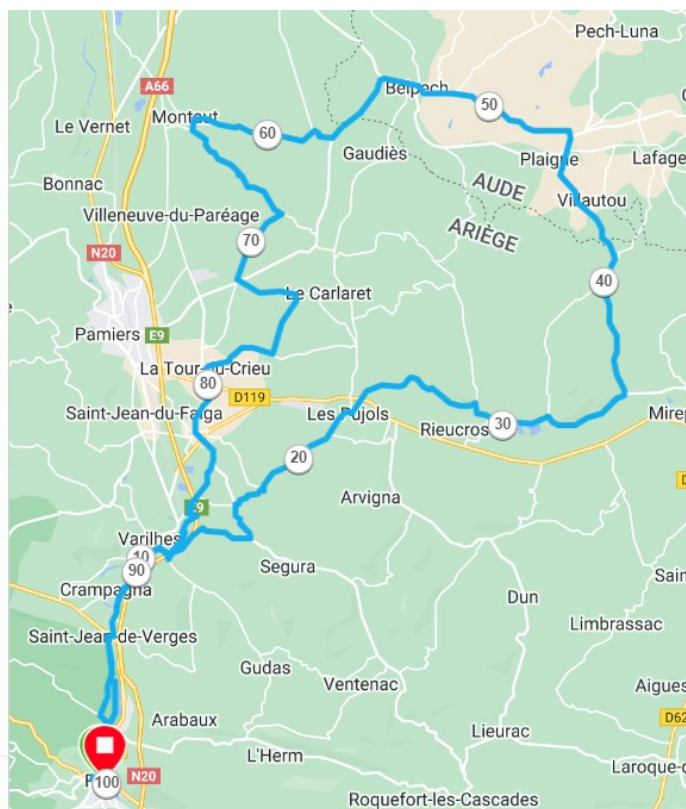 Pech-Luna
A66
Belpech
50
Le Vernet
Montaut
60
Plaigne
Lafage
Gaudiès
Bonnac
AUDE
Villautou
Villeneuve-du-Paréage
ARIÈGE
70
N20
40
Le Carlaret
Pamiers
E9
La Tour-du-Crieu
80
D119
Saint-Jean-du-Falga
Les Pujols
Rieucros
30
Mirep
20
D
Arvigna
E9
Varilhes
10
90
Segura
Crampagna
Sain
Dun
Saint-Jean-de-Verges
Limbrassac
Gudas
Ventenac
Aigues
Arabaux
D62
Lieurac
L'Herm
F
100
N20
Laroque-d
Roquefort-les-Cascades